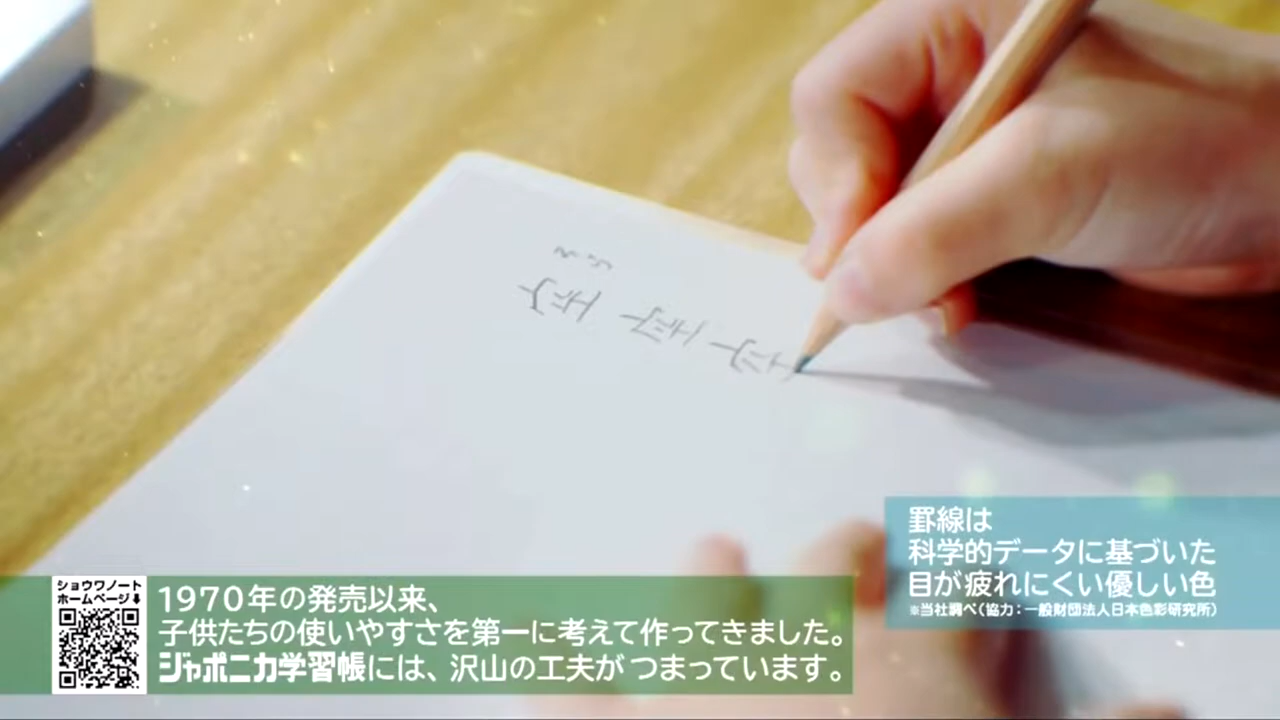 罫線は
科学的データに基づいた
目が疲れにくい優しい色
※当社調べ（協力：一般財団法人日本色彩研究所）
ショウワノート
ホームページ⬇
1970年の発売以来、
子供たちの使いやすさを第一に考えて作ってきました。
ジャポニカ学習帳には、沢山の工夫がつまっています。